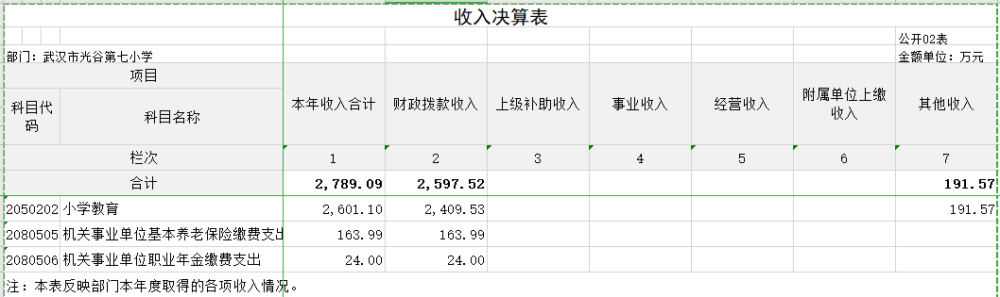 收入决算表
公开02表
部门：武汉市光谷第七小学 金额单位：万元
项目 本年收入合计 财政拨款收入 上级补助收入 事业收入 经营收入 附属单位上缴收入 其他收入
科目代码 科目名称
栏次 1 2 3 4 5 6 7
合计 2,789.09 2,597.52 191.57
2050202 小学教育 2,601.10 2,409.53 191.57
2080505 机关事业单位基本养老保险缴费支出 163.99 163.99
2080506 机关事业单位职业年金缴费支出 24.00 24.00
注：本表反映部门本年度取得的各项收入情况。